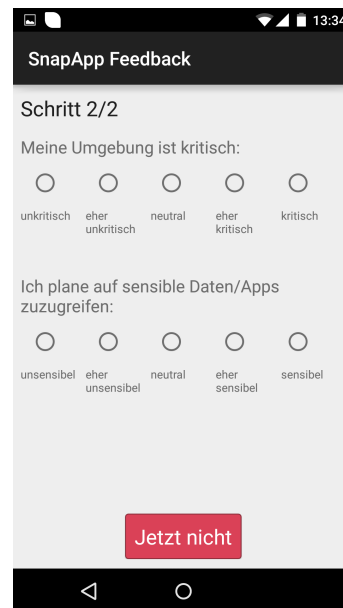 13:34
SnapApp Feedback
Schritt 2/2
Meine Umgebung ist kritisch:
unkritisch eher neutral eher kritisch
unkritisch kritisch
Ich plane auf sensible Daten/Apps
zuzugreifen:
unsensibel eher neutral eher sensibel
unsensibel sensibel
Jetzt nicht